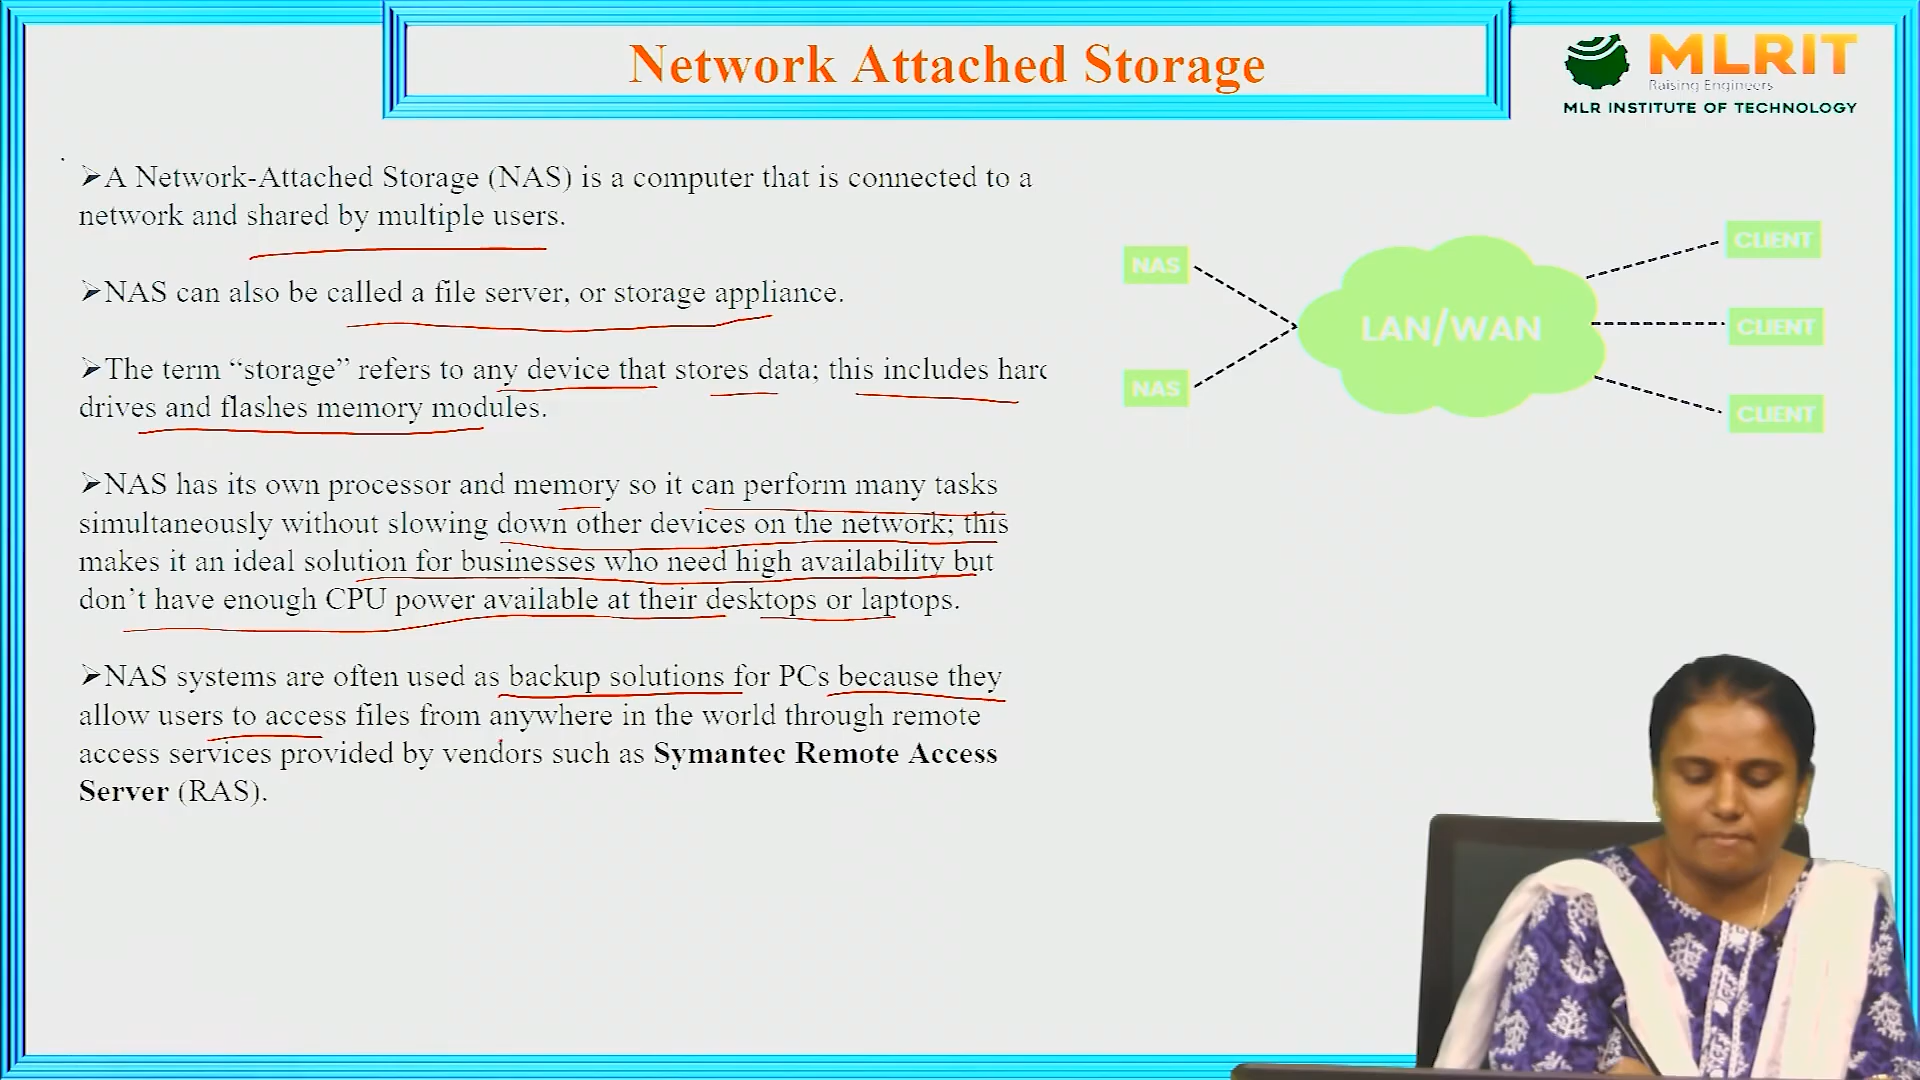 Network Attached Storage
MLRIT
Raising Engineers
MLR INSTITUTE OF TECHNOLOGY
➢A Network-Attached Storage (NAS) is a computer that is connected to a
network and shared by multiple users.
➢NAS can also be called a file server, or storage appliance.
➢The term “storage” refers to any device that stores data; this includes hard
drives and flashes memory modules.
➢NAS has its own processor and memory so it can perform many tasks
simultaneously without slowing down other devices on the network; this
makes it an ideal solution for businesses who need high availability but
don’t have enough CPU power available at their desktops or laptops.
➢NAS systems are often used as backup solutions for PCs because they
allow users to access files from anywhere in the world through remote
access services provided by vendors such as Symantec Remote Access
Server (RAS).
NAS
NAS
LAN/WAN
CLIENT
CLIENT
CLIENT